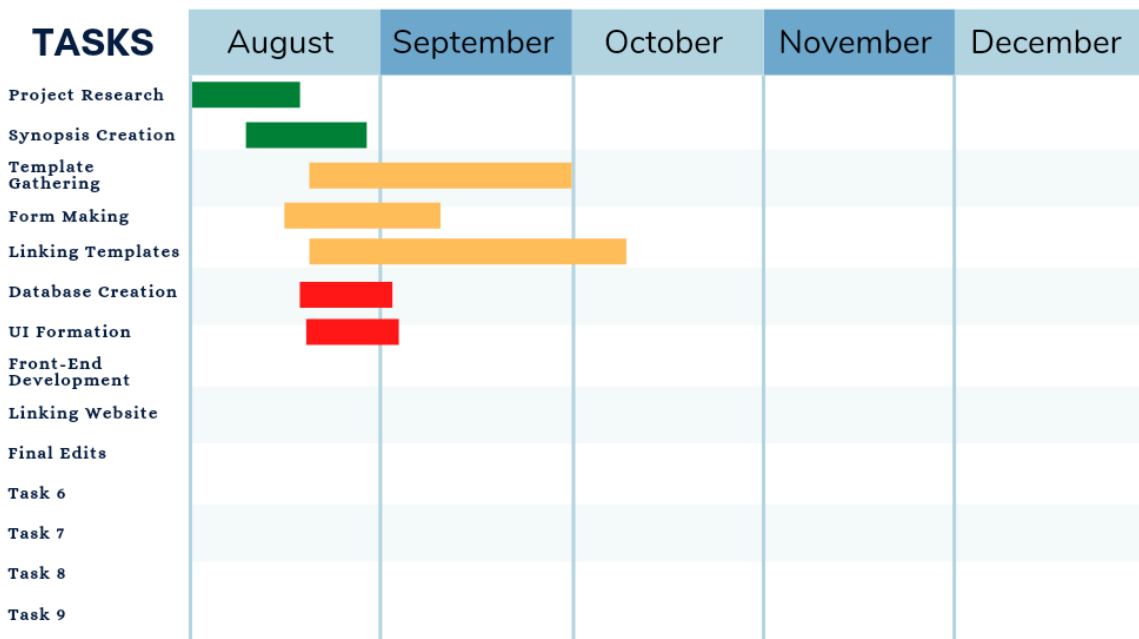 TASKS August September October November December
Project Research
Synopsis Creation
Template
Gathering
Form Making
Linking Templates
Database Creation
UI Formation
Front-End
Development
Linking Website
Final Edits
Task 6
Task 7
Task 8
Task 9